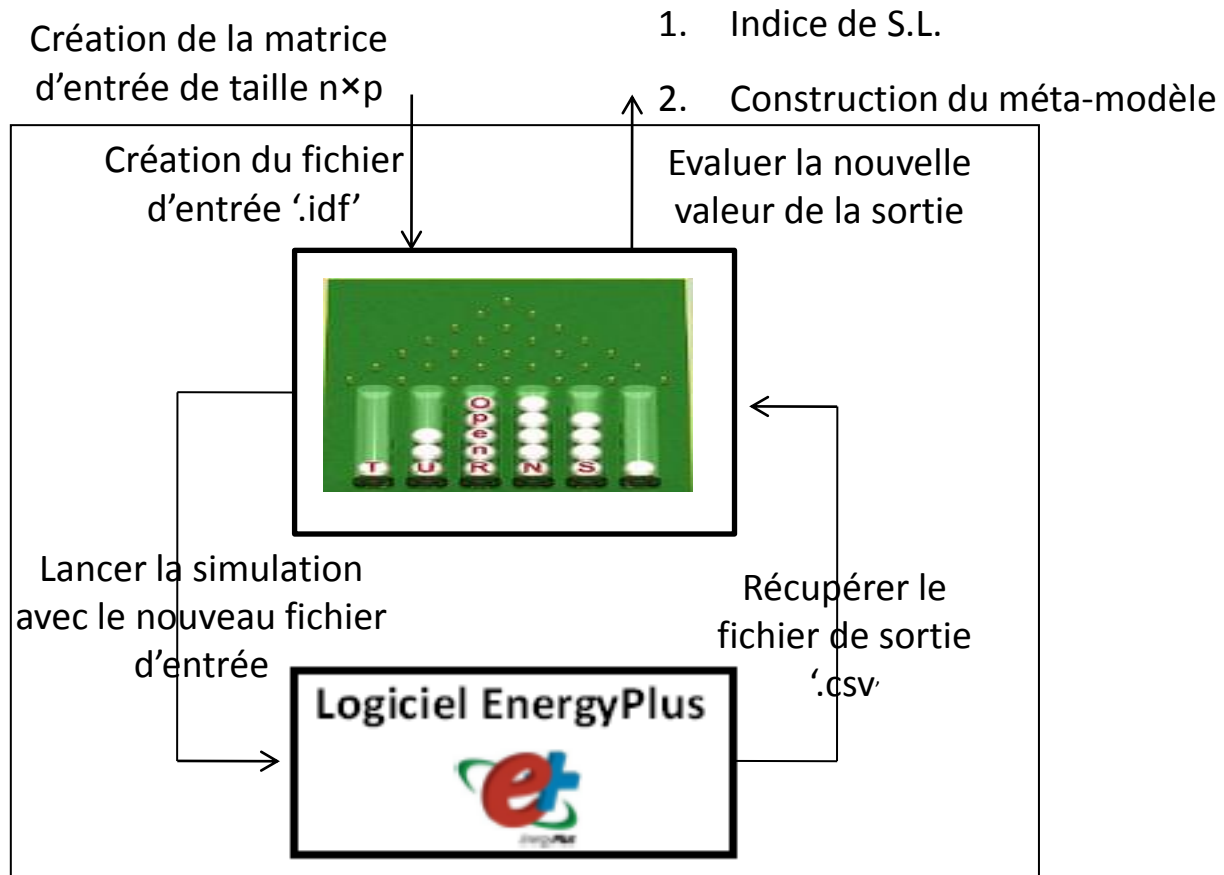 Création de la matrice
d'entrée de taille n×p
1. Indice de S.L.
2. Construction du méta-modèle
Création du fichier
d'entrée ‘.idf’
Evaluer la nouvelle
valeur de la sortie
OpenR
T U R N S
Lancer la simulation
avec le nouveau fichier
d'entrée
Récupérer le
fichier de sortie
‘.csv’
Logiciel EnergyPlus
e+
EnergyPlus